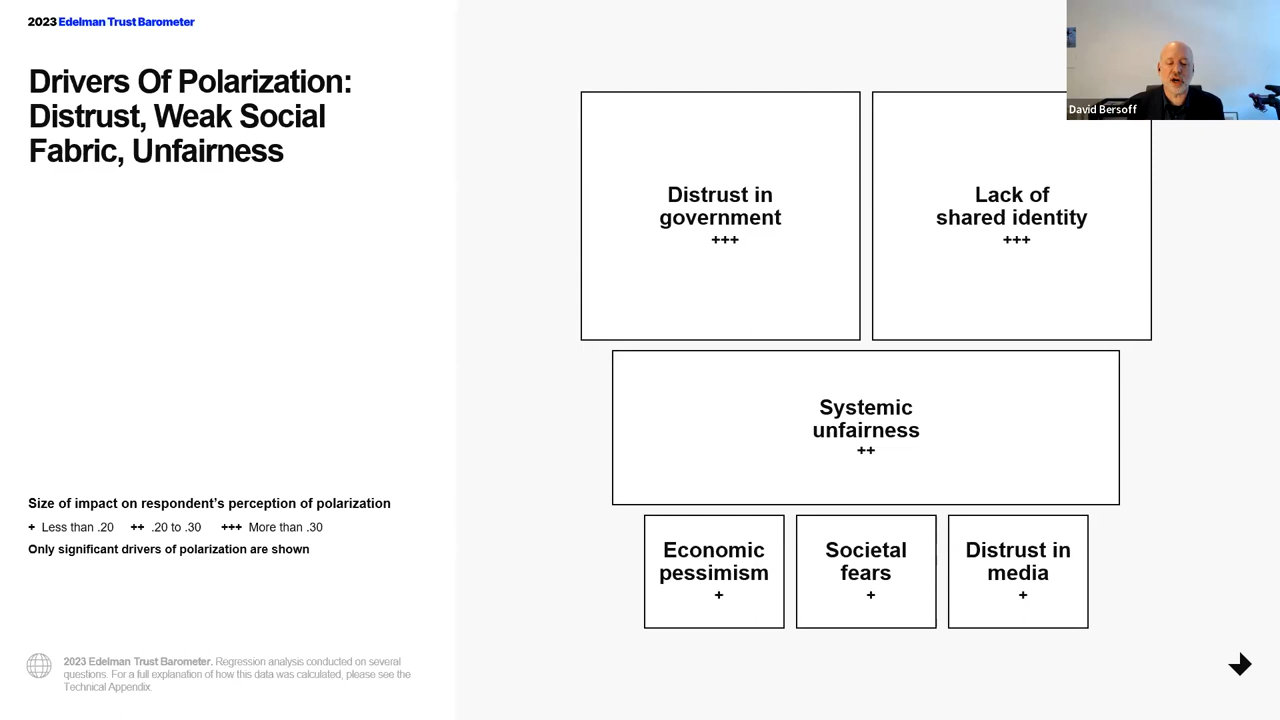 2023 Edelman Trust Barometer
Drivers Of Polarization:
Distrust, Weak Social
Fabric, Unfairness
David Bersoff
Distrust in
government
+++
Lack of
shared identity
+++
Systemic
unfairness
++
Economic
pessimism
+
Societal
fears
+
Distrust in
media
+
Size of impact on respondent's perception of polarization
+ Less than .20 ++ .20 to .30 +++ More than .30
Only significant drivers of polarization are shown
2023 Edelman Trust Barometer. Regression analysis conducted on several
questions. For a full explanation of how this data was calculated, please see the
Technical Appendix